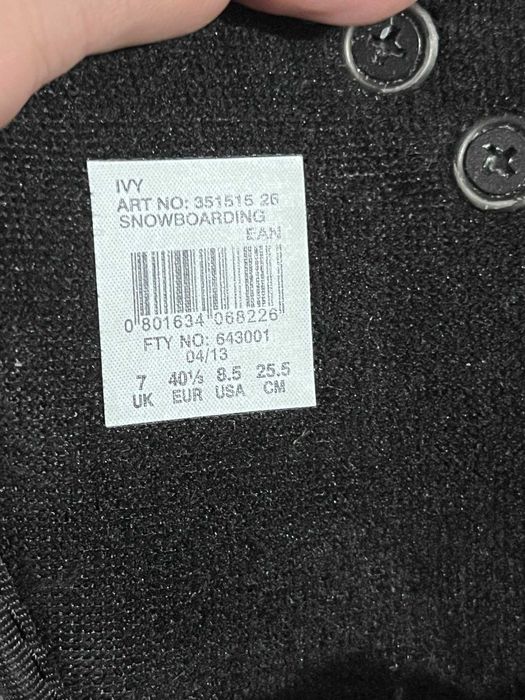 IVY
ART NO: 351515 26
SNOWBOARDING
EAN
0 801634 068226
FTY NO: 643001
04/13
7 40⅓ 8.5 25.5
UK EUR USA CM